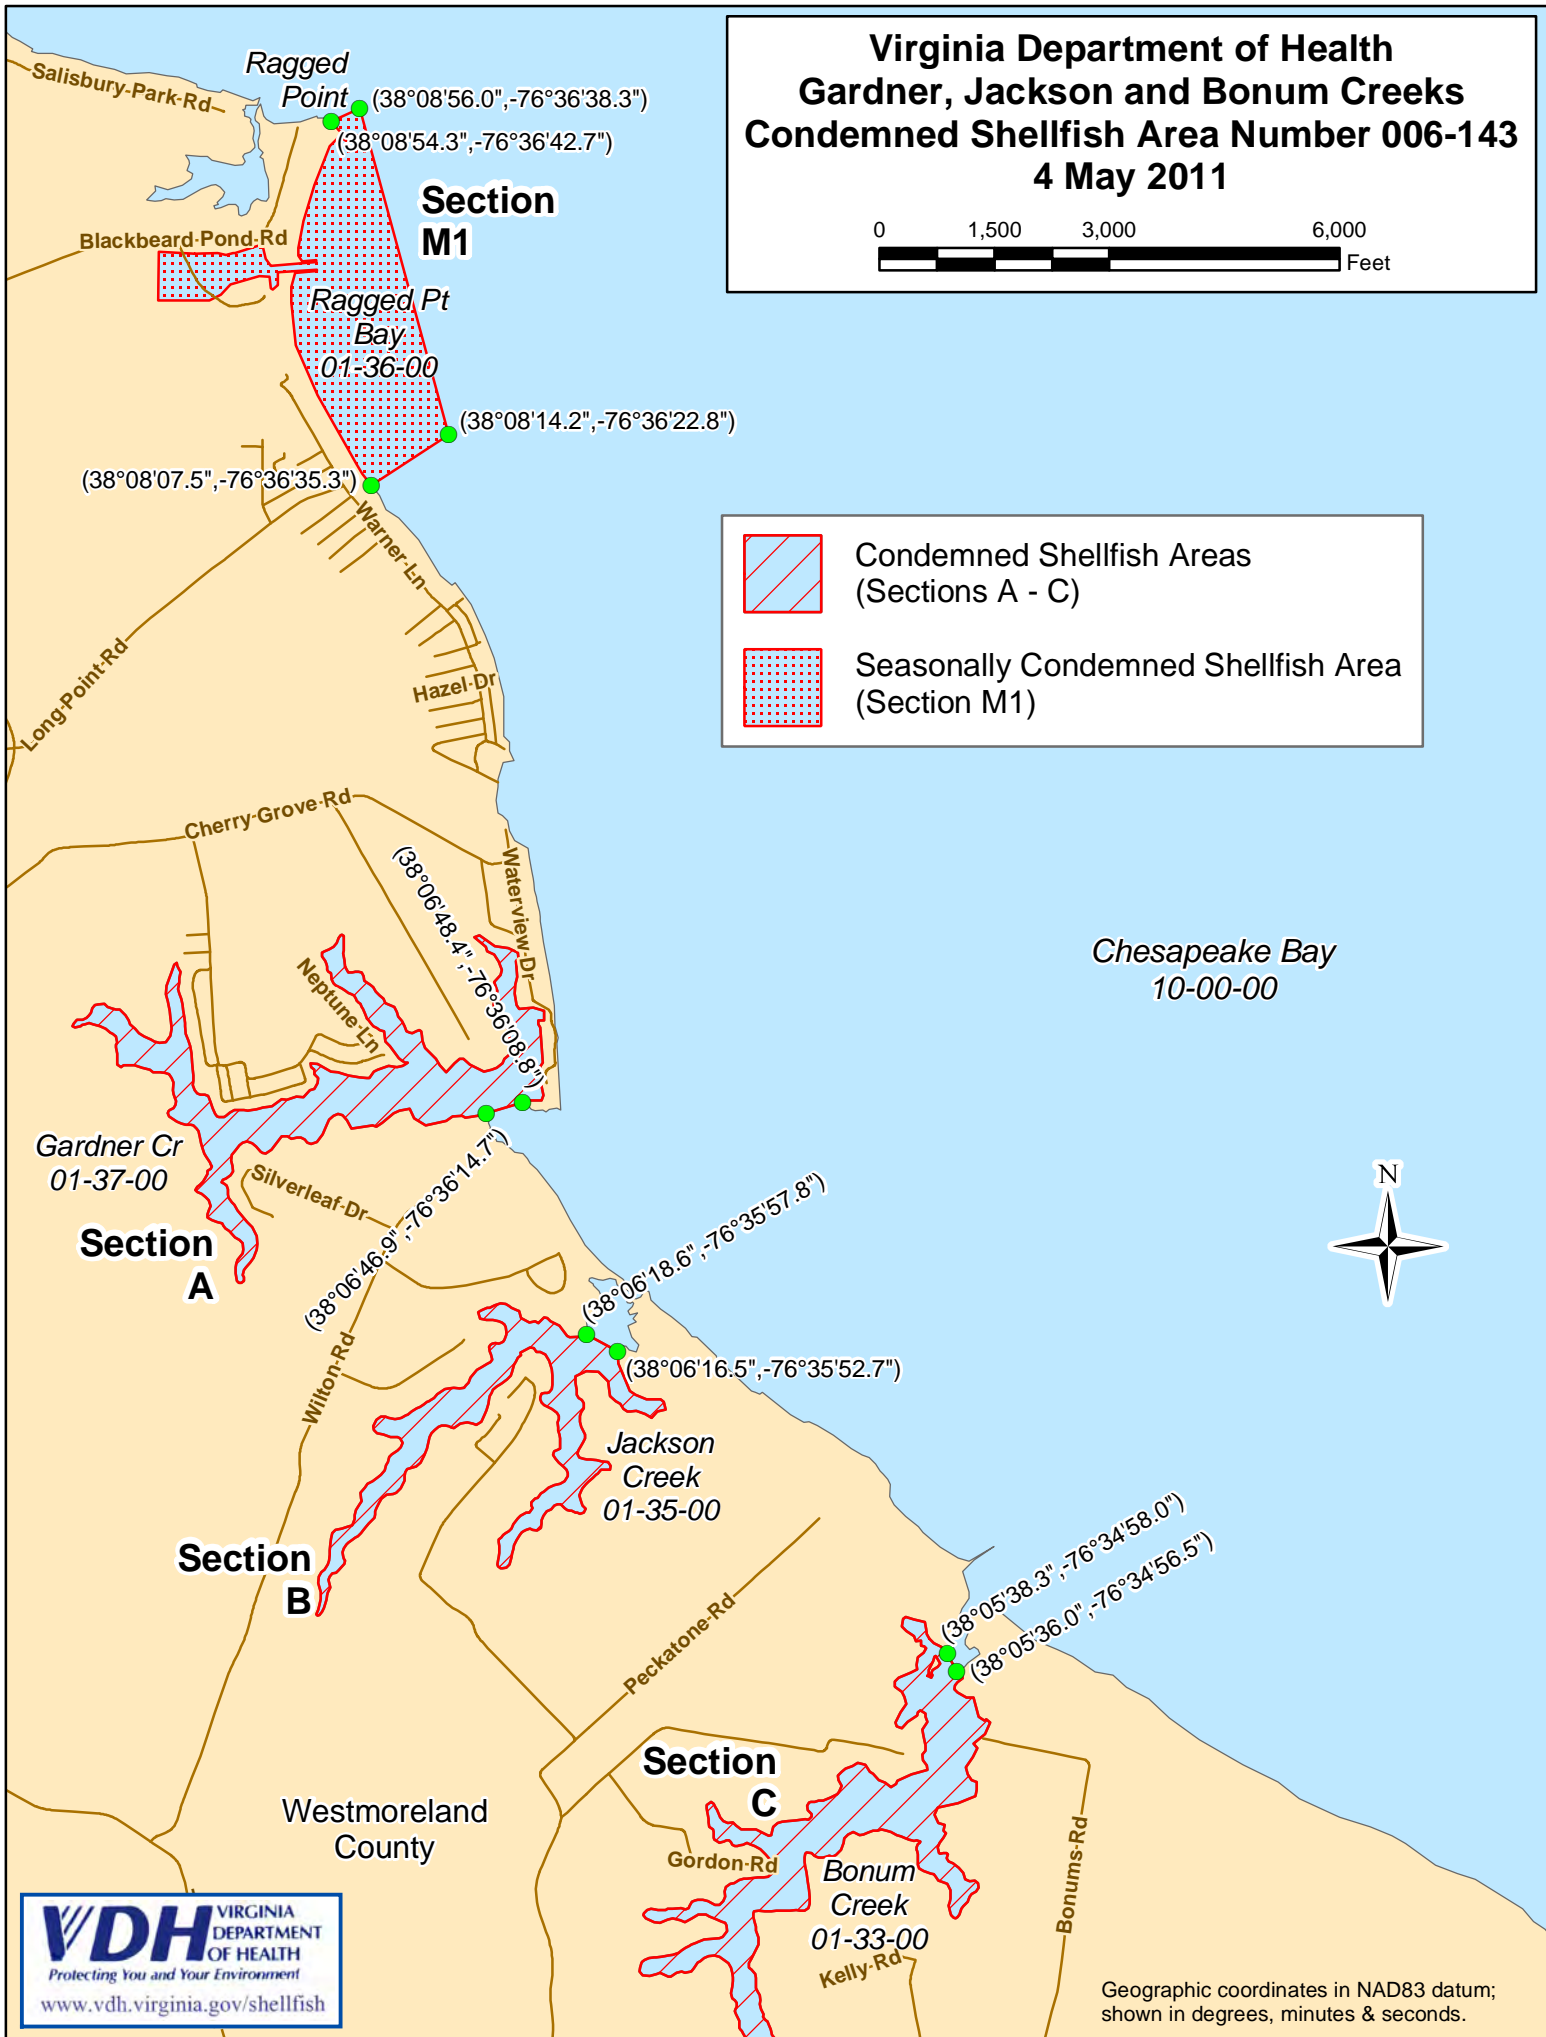 Virginia Department of Health
Gardner, Jackson and Bonum Creeks
Condemned Shellfish Area Number 006-143
4 May 2011
0 1,500 3,000 6,000
Feet
Ragged
Point
(38°08'56.0",-76°36'38.3")
(38°08'54.3",-76°36'42.7")
Salisbury Park Rd
Section
M1
Blackbeard Pond Rd
Ragged Pt
Bay
01-36-00
(38°08'14.2",-76°36'22.8")
(38°08'07.5",-76°36'35.3")
Warner Ln
Condemned Shellfish Areas
(Sections A - C)
Seasonally Condemned Shellfish Area
(Section M1)
Long Point Rd
Hazel Dr
Cherry Grove Rd
Waterview Dr
(38°06'48.4",-76°36'08.8")
Neptune Ln
Chesapeake Bay
10-00-00
Gardner Cr
01-37-00
Section
A
Silverleaf Dr
(38°06'46.9",-76°36'14.7")
N
(38°06'18.6",-76°35'57.8")
(38°06'16.5",-76°35'52.7")
Wilton Rd
Jackson
Creek
01-35-00
Section
B
(38°05'38.3",-76°34'58.0")
(38°05'36.0",-76°34'56.5")
Peckatone Rd
Section
C
Westmoreland
County
Gordon Rd
Bonum
Creek
01-33-00
Bonums Rd
Kelly Rd
VDH VIRGINIA
DEPARTMENT
OF HEALTH
Protecting You and Your Environment
www.vdh.virginia.gov/shellfish
Geographic coordinates in NAD83 datum;
shown in degrees, minutes & seconds.